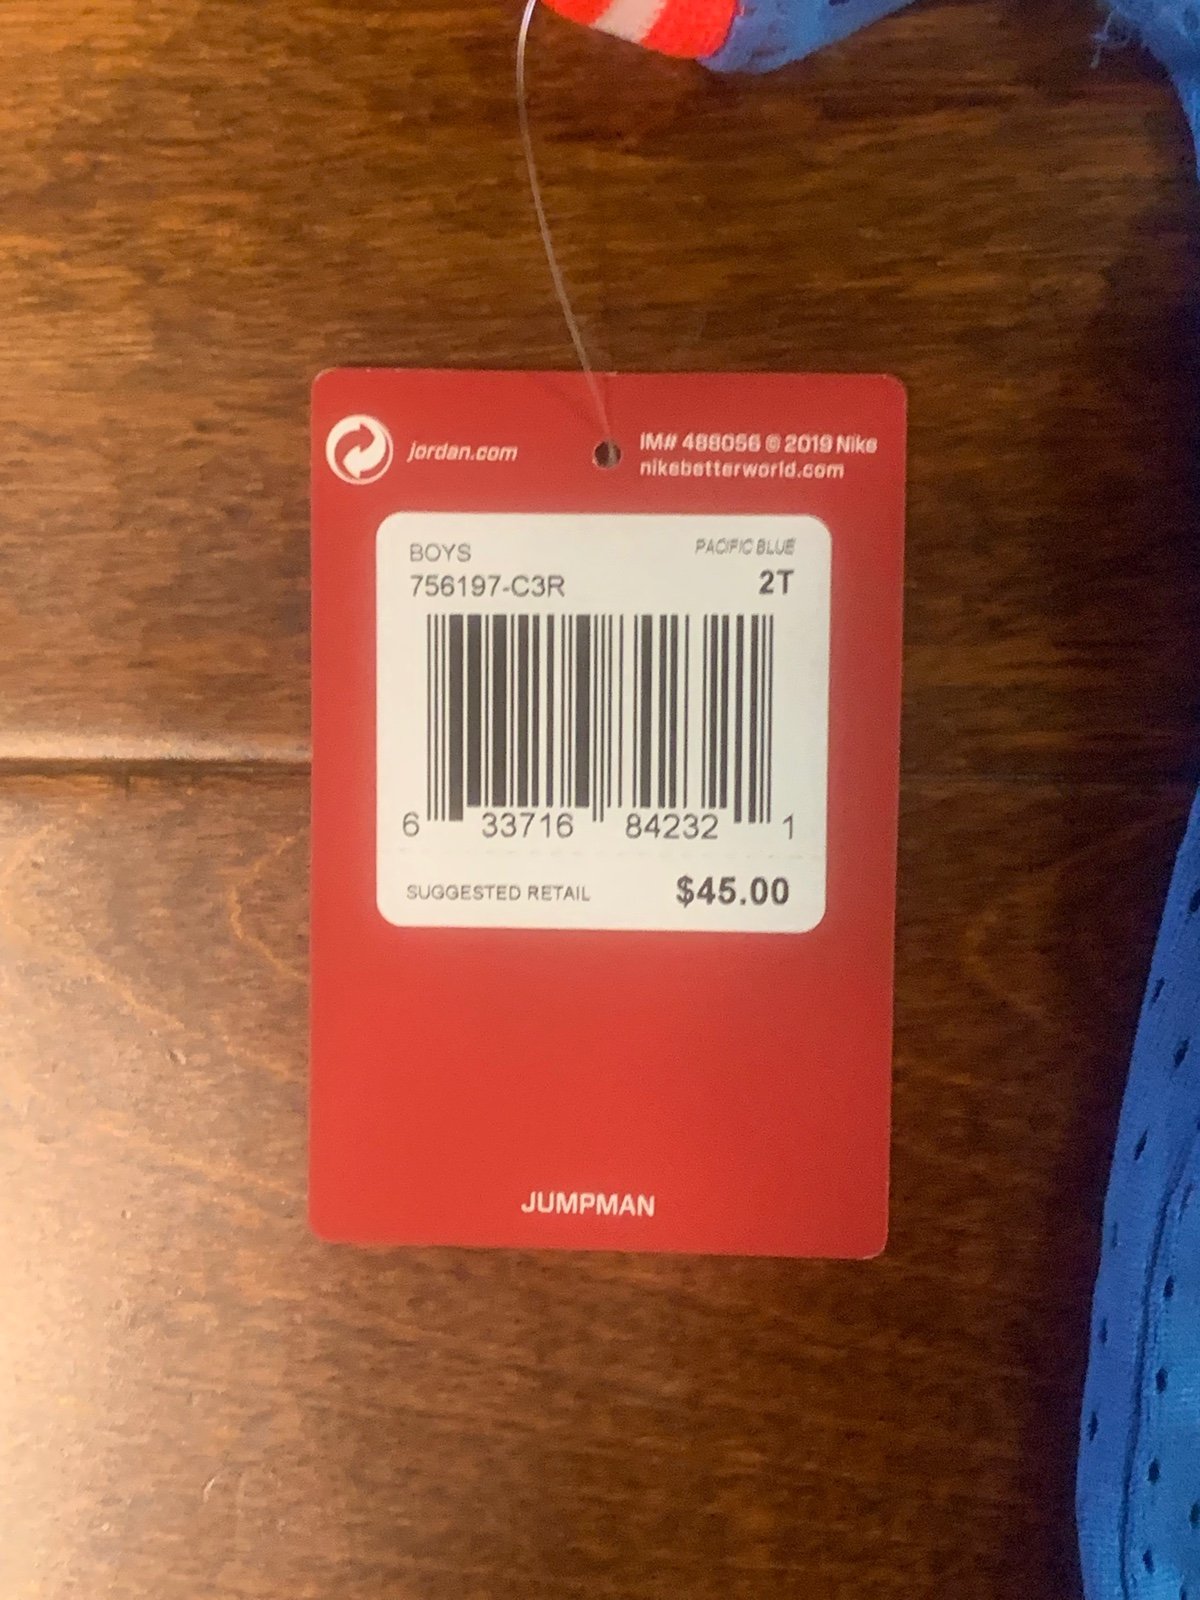 jordan.com
IM# 488056 © 2019 Nike
nikebetterworld.com
BOYS
PACIFIC BLUE
756197-C3R
2T
6 33716 84232 1
SUGGESTED RETAIL
$45.00
JUMPMAN